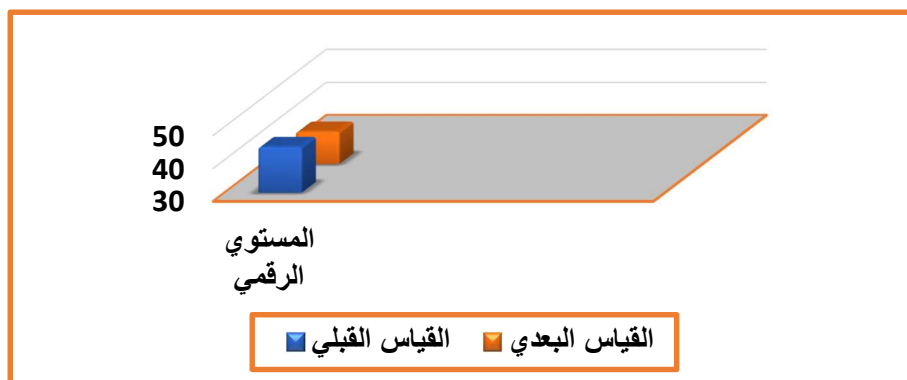 50
40
30
المستوي
الرقمي
القياس القبلي القياس البعدي